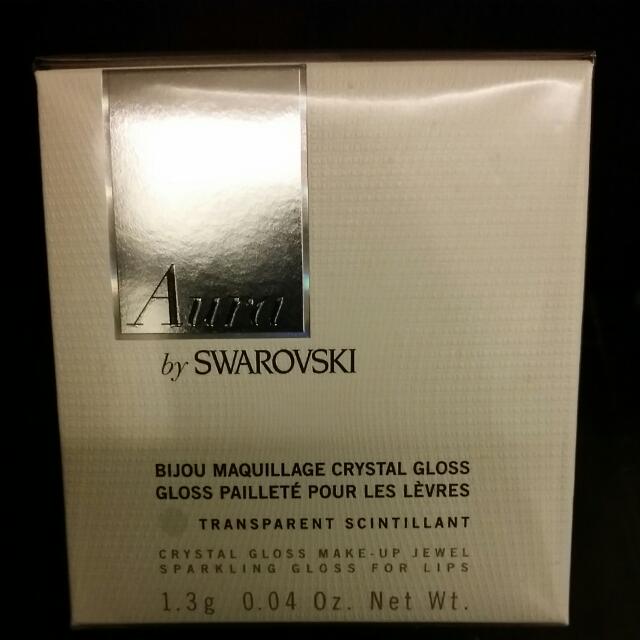 Aura
by SWAROVSKI
BIJOU MAQUILLAGE CRYSTAL GLOSS
GLOSS PAILLETÉ POUR LES LÈVRES
TRANSPARENT SCINTILLANT
CRYSTAL GLOSS MAKE-UP JEWEL
SPARKLING GLOSS FOR LIPS
1.3g 0.04 Oz. Net Wt.